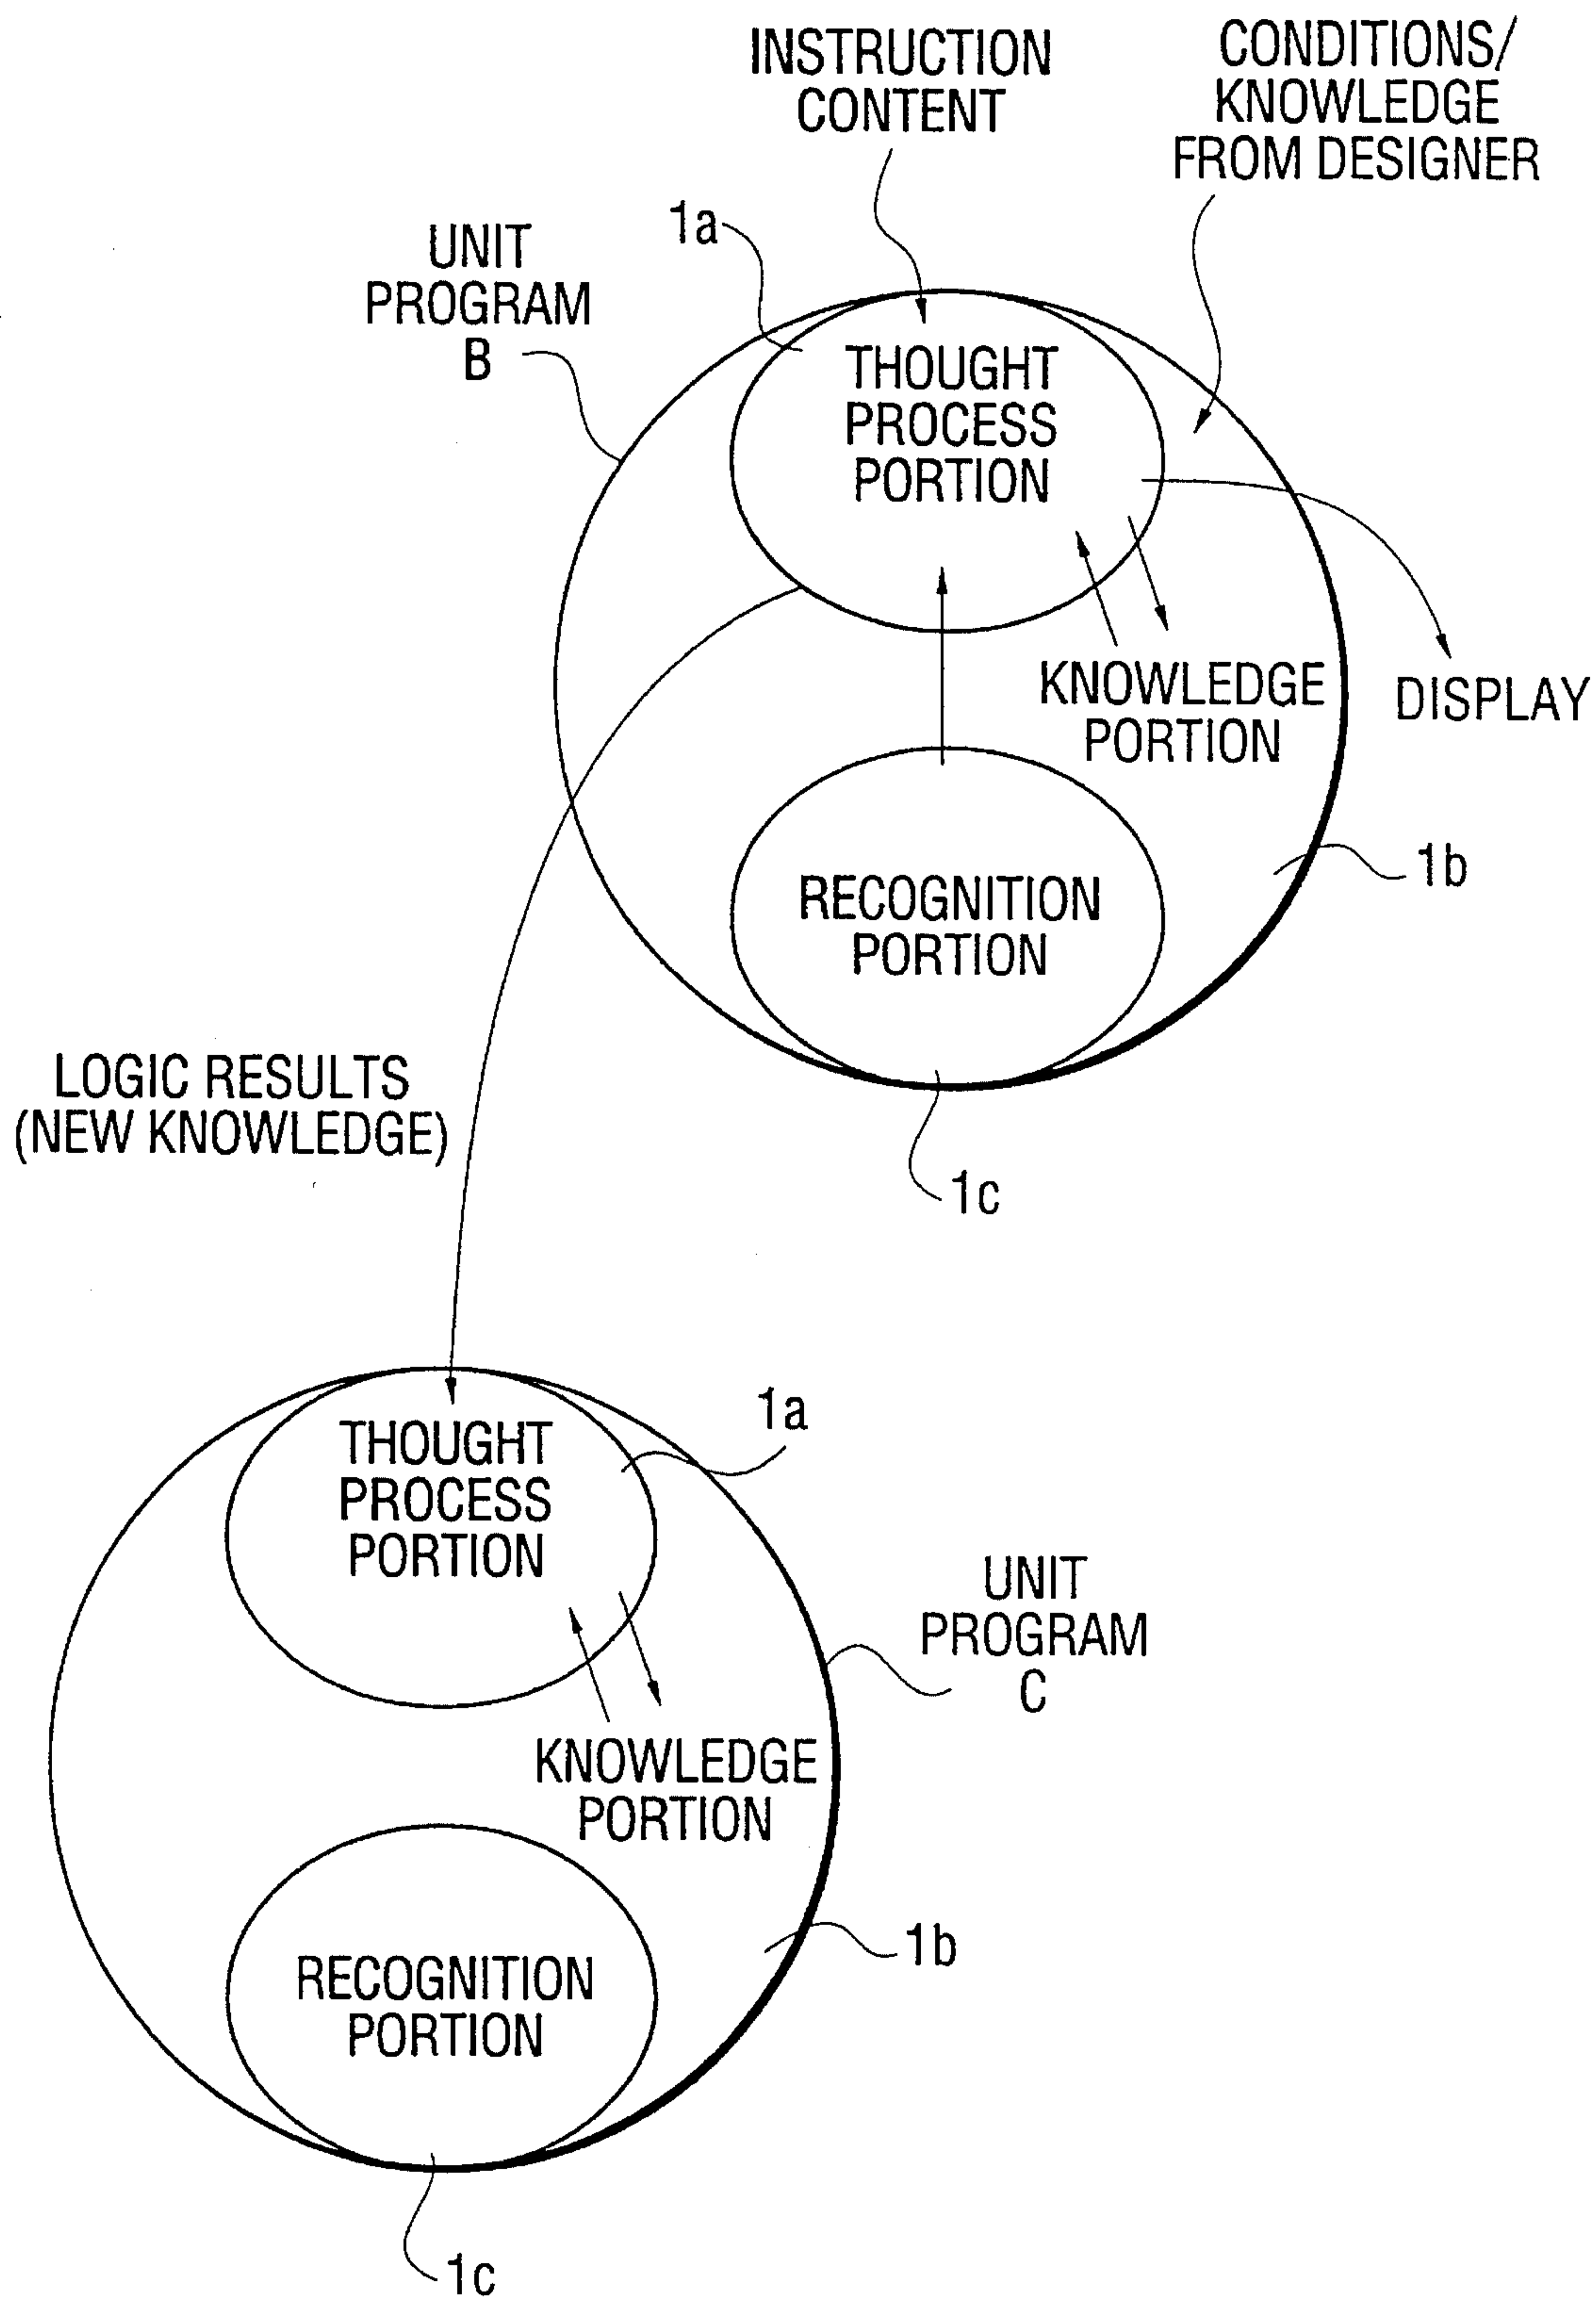 INSTRUCTION
CONTENT
CONDITIONS/
KNOWLEDGE
FROM DESIGNER
1a
UNIT
PROGRAM
B
THOUGHT
PROCESS
PORTION
KNOWLEDGE
PORTION
DISPLAY
RECOGNITION
PORTION
1b
1c
LOGIC RESULTS
(NEW KNOWLEDGE)
THOUGHT
PROCESS
PORTION
1a
UNIT
PROGRAM
C
KNOWLEDGE
PORTION
RECOGNITION
PORTION
1b
1c